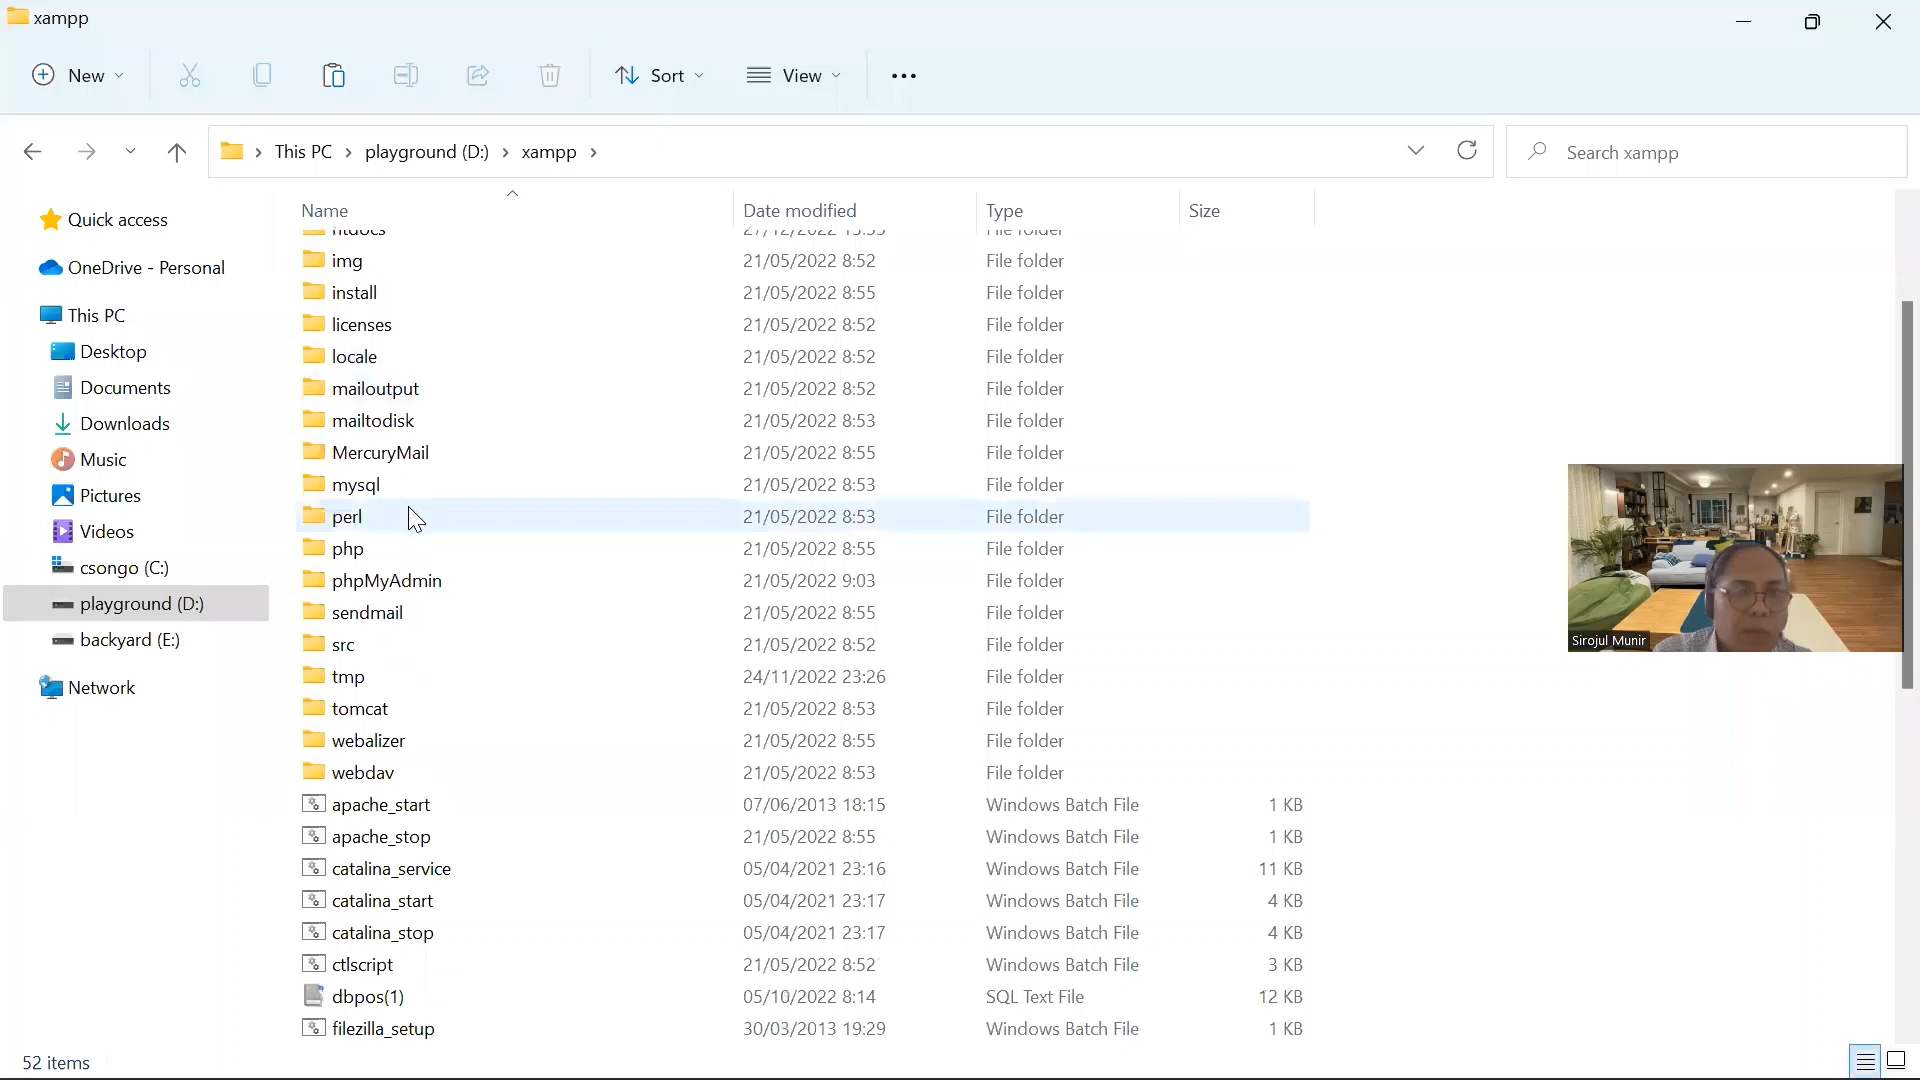 xampp
New
Sort
View
This PC
playground (D:)
xampp
Search xampp
Name Date modified Type Size
htdocs 27/12/2022 13:53 File folder
img 21/05/2022 8:52 File folder
install 21/05/2022 8:55 File folder
licenses 21/05/2022 8:52 File folder
locale 21/05/2022 8:52 File folder
mailoutput 21/05/2022 8:52 File folder
mailtodisk 21/05/2022 8:53 File folder
MercuryMail 21/05/2022 8:55 File folder
mysql 21/05/2022 8:53 File folder
perl 21/05/2022 8:53 File folder
php 21/05/2022 8:55 File folder
phpMyAdmin 21/05/2022 9:03 File folder
sendmail 21/05/2022 8:55 File folder
src 21/05/2022 8:52 File folder
tmp 24/11/2022 23:26 File folder
tomcat 21/05/2022 8:53 File folder
webalizer 21/05/2022 8:55 File folder
webdav 21/05/2022 8:53 File folder
apache_start 07/06/2013 18:15 Windows Batch File 1 KB
apache_stop 21/05/2022 8:55 Windows Batch File 1 KB
catalina_service 05/04/2021 23:16 Windows Batch File 11 KB
catalina_start 05/04/2021 23:17 Windows Batch File 4 KB
catalina_stop 05/04/2021 23:17 Windows Batch File 4 KB
ctlscript 21/05/2022 8:52 Windows Batch File 3 KB
dbpos(1) 05/10/2022 8:14 SQL Text File 12 KB
filezilla_setup 30/03/2013 19:29 Windows Batch File 1 KB
Quick access
OneDrive - Personal
This PC
Desktop
Documents
Downloads
Music
Pictures
Videos
csongo (C:)
playground (D:)
backyard (E:)
Network
Sirojul Munir
52 items